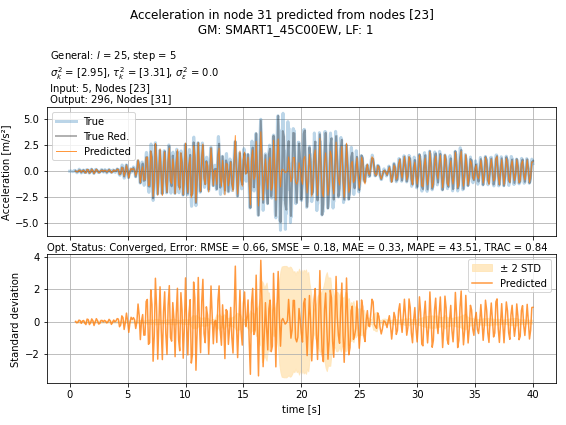 Acceleration in node 31 predicted from nodes [23]
GM: SMART1_45C00EW, LF: 1
General: l = 25, step = 5
σ²ₖ = [2.95], τ²ₖ = [3.31], σ²ε = 0.0
Input: 5, Nodes [23]
Output: 296, Nodes [31]
Acceleration [m/s²]
5.0
2.5
0.0
−2.5
−5.0
True
True Red.
Predicted
Opt. Status: Converged, Error: RMSE = 0.66, SMSE = 0.18, MAE = 0.33, MAPE = 43.51, TRAC = 0.84
Standard deviation
4
2
0
−2
± 2 STD
Predicted
0 5 10 15 20 25 30 35 40
time [s]